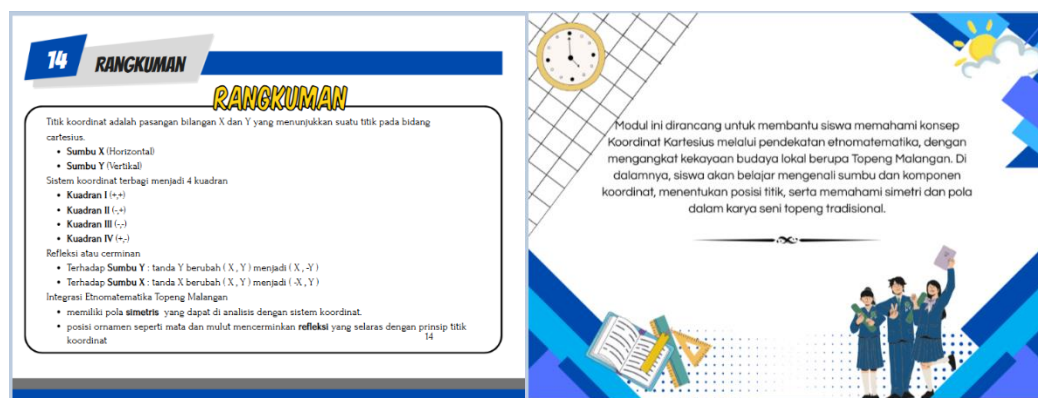 14
RANGKUMAN
RANGKUMAN
Titik koordinat adalah pasangan bilangan X dan Y yang menunjukkan suatu titik pada bidang
cartesius.
• Sumbu X (Horizontal)
• Sumbu Y (Vertikal)
Sistem koordinat terbagi menjadi 4 kuadran
• Kuadran I (+,+)
• Kuadran II (-,+)
• Kuadran III (-,-)
• Kuadran IV (+,-)
Refleksi atau cerminan
• Terhadap Sumbu Y : tanda Y berubah ( X , Y ) menjadi ( X , -Y )
• Terhadap Sumbu X : tanda X berubah ( X , Y ) menjadi ( -X , Y )
Integrasi Etnomatematika Topeng Malangan
• memiliki pola simetris yang dapat di analisis dengan sistem koordinat.
• posisi ornamen seperti mata dan mulut mencerminkan refleksi yang selaras dengan prinsip titik
koordinat
14
Modul ini dirancang untuk membantu siswa memahami konsep
Koordinat Kartesius melalui pendekatan etnomatematika, dengan
mengangkat kekayaan budaya lokal berupa Topeng Malangan. Di
dalamnya, siswa akan belajar mengenali sumbu dan komponen
koordinat, menentukan posisi titik, serta memahami simetri dan pola
dalam karya seni topeng tradisional.